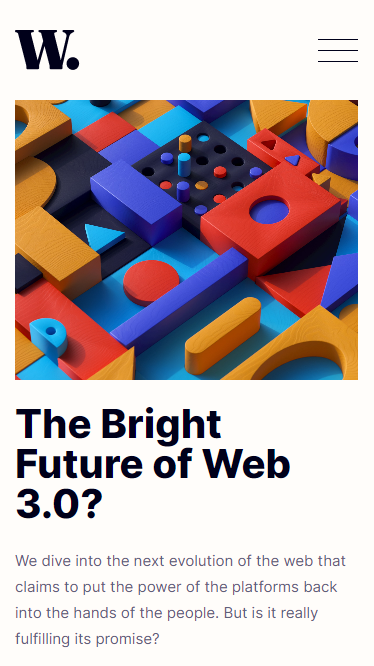 W.
The Bright
Future of Web
3.0?
We dive into the next evolution of the web that
claims to put the power of the platforms back
into the hands of the people. But is it really
fulfilling its promise?